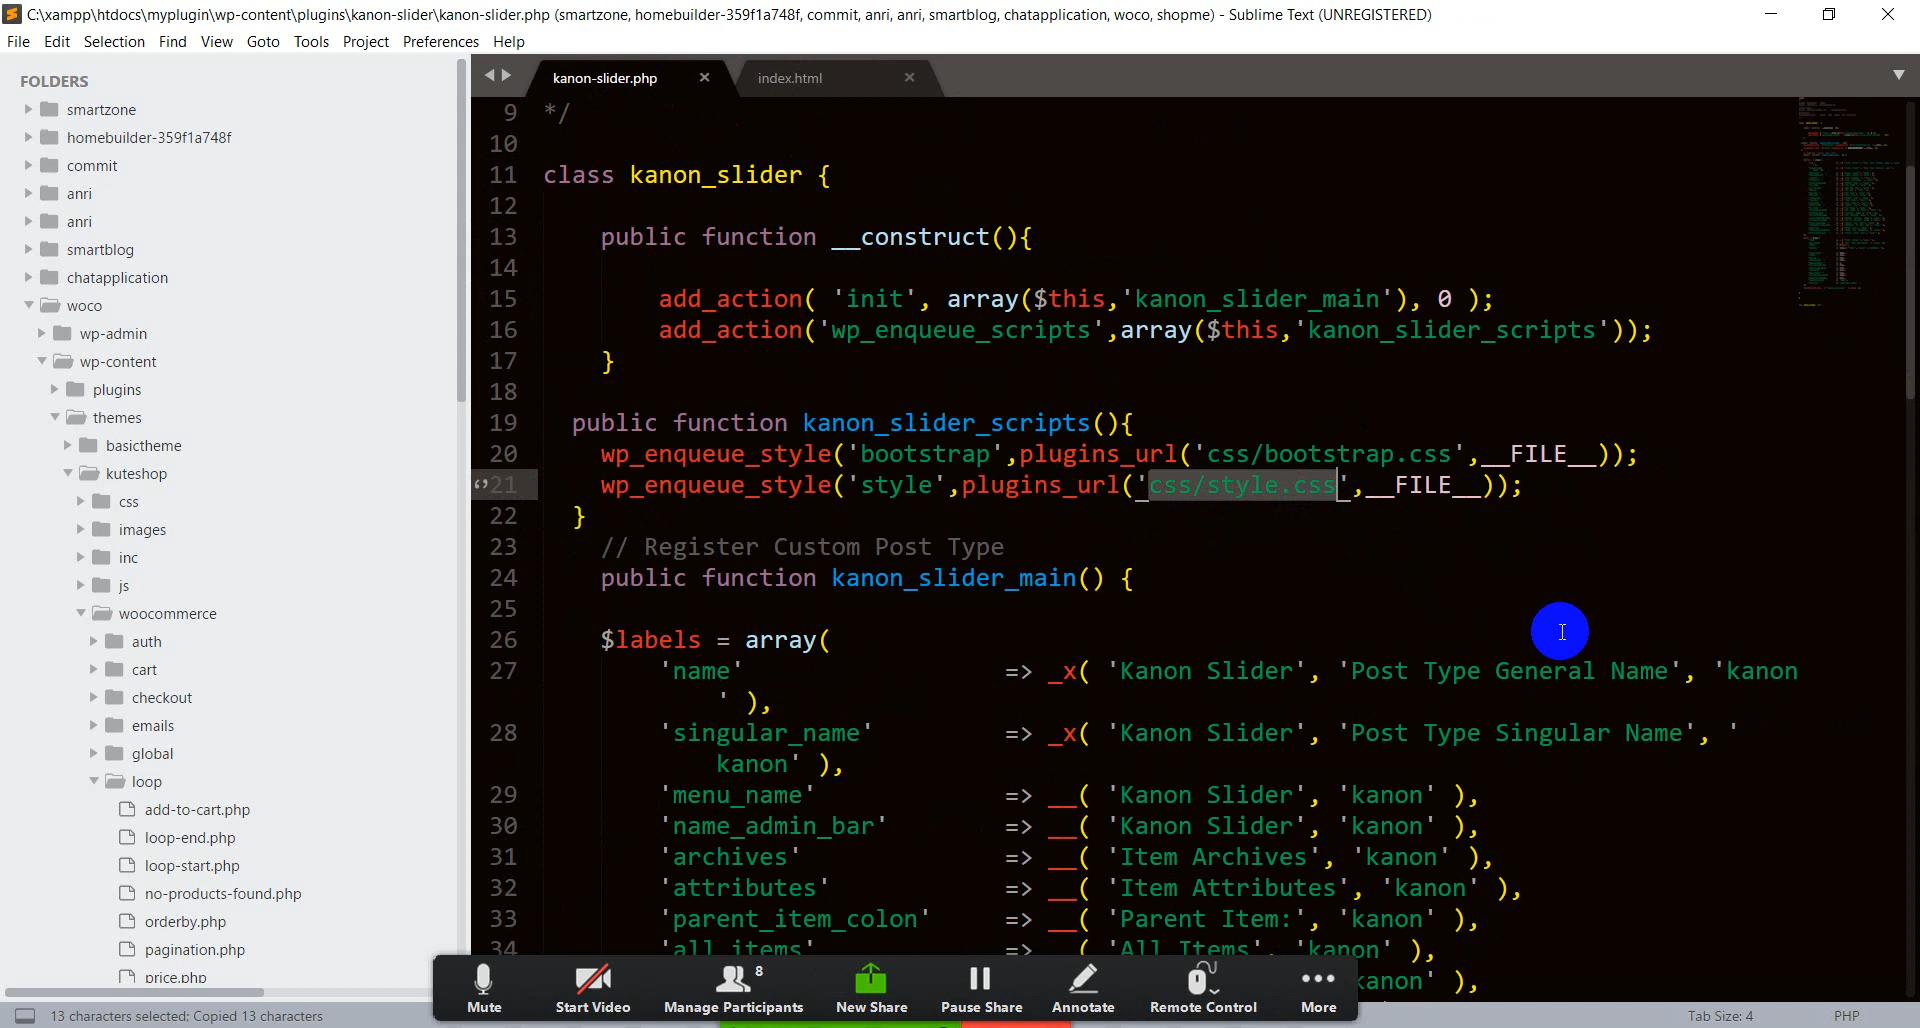 C:\xampp\htdocs\myplugin\wp-content\plugins\kanon-slider\kanon-slider.php (smartzone, homebuilder-359f1a748f, commit, anri, anri, smartblog, chatapplication, woco, shopme) - Sublime Text (UNREGISTERED)
File Edit Selection Find View Goto Tools Project Preferences Help
FOLDERS
smartzone
homebuilder-359f1a748f
commit
anri
anri
smartblog
chatapplication
woco
wp-admin
wp-content
plugins
themes
basictheme
kuteshop
css
images
inc
js
woocommerce
auth
cart
checkout
emails
global
loop
add-to-cart.php
loop-end.php
loop-start.php
no-products-found.php
orderby.php
pagination.php
price.php
kanon-slider.php index.html
9 */
10
11 class kanon_slider {
12
13 public function __construct(){
14
15 add_action( 'init', array($this,'kanon_slider_main'), 0 );
16 add_action('wp_enqueue_scripts',array($this,'kanon_slider_scripts'));
17 }
18
19 public function kanon_slider_scripts(){
20 wp_enqueue_style('bootstrap',plugins_url('css/bootstrap.css',__FILE__));
21 wp_enqueue_style('style',plugins_url('css/style.css',__FILE__));
22 }
23 // Register Custom Post Type
24 public function kanon_slider_main() {
25
26 $labels = array(
27 'name' => _x( 'Kanon Slider', 'Post Type General Name', 'kanon
' ),
28 'singular_name' => _x( 'Kanon Slider', 'Post Type Singular Name', '
kanon' ),
29 'menu_name' => __( 'Kanon Slider', 'kanon' ),
30 'name_admin_bar' => __( 'Kanon Slider', 'kanon' ),
31 'archives' => __( 'Item Archives', 'kanon' ),
32 'attributes' => __( 'Item Attributes', 'kanon' ),
33 'parent_item_colon' => __( 'Parent Item:', 'kanon' ),
34 'all_items' => __( 'All Items', 'kanon' ),
kanon' ),
8
Mute Start Video Manage Participants New Share Pause Share Annotate Remote Control More
13 characters selected; Copied 13 characters Tab Size: 4 PHP